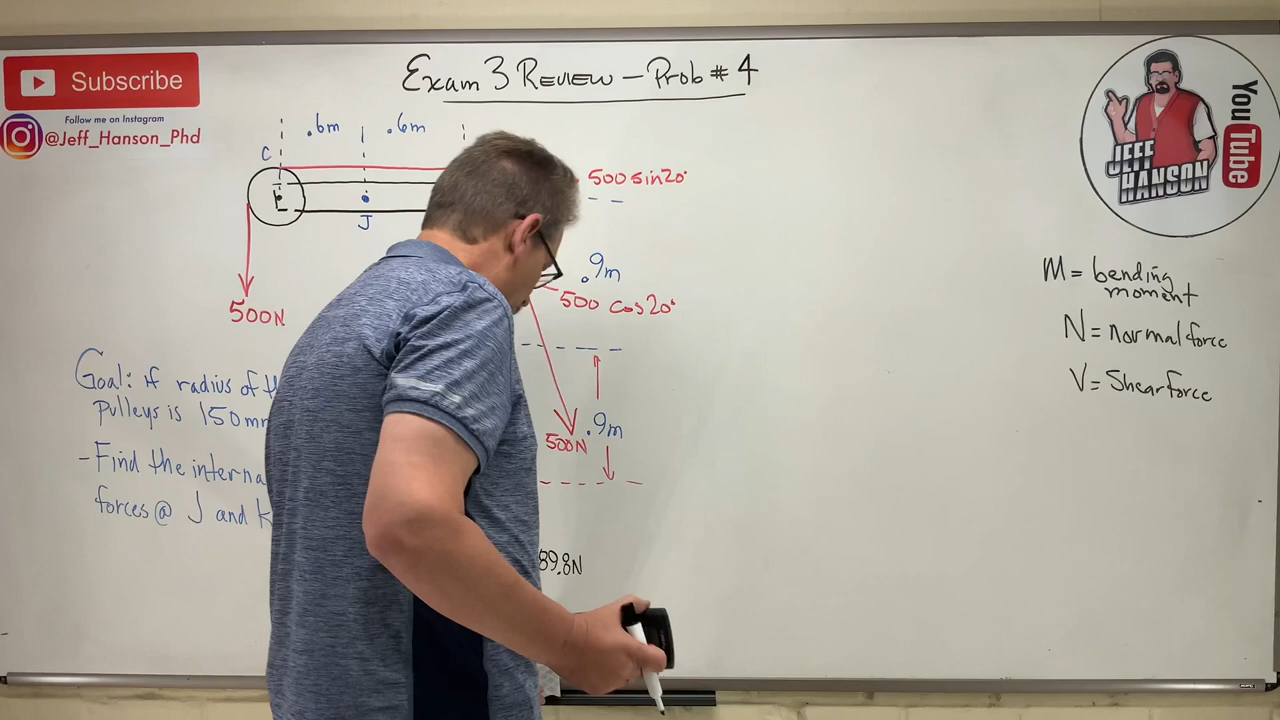 Exam 3 Review – Prob # 4
Subscribe
Follow me on Instagram
@Jeff_Hanson_Phd
YouTube
JEFF
HANSON
.6m
.6m
C
J
500N
500 sin20°
.9m
500 cos20°
500N
.9m
89.8N
Goal: if radius of
pulleys is 150m
- Find the
forces @ J and K
M = bending
moment
N = normal force
V = Shear force